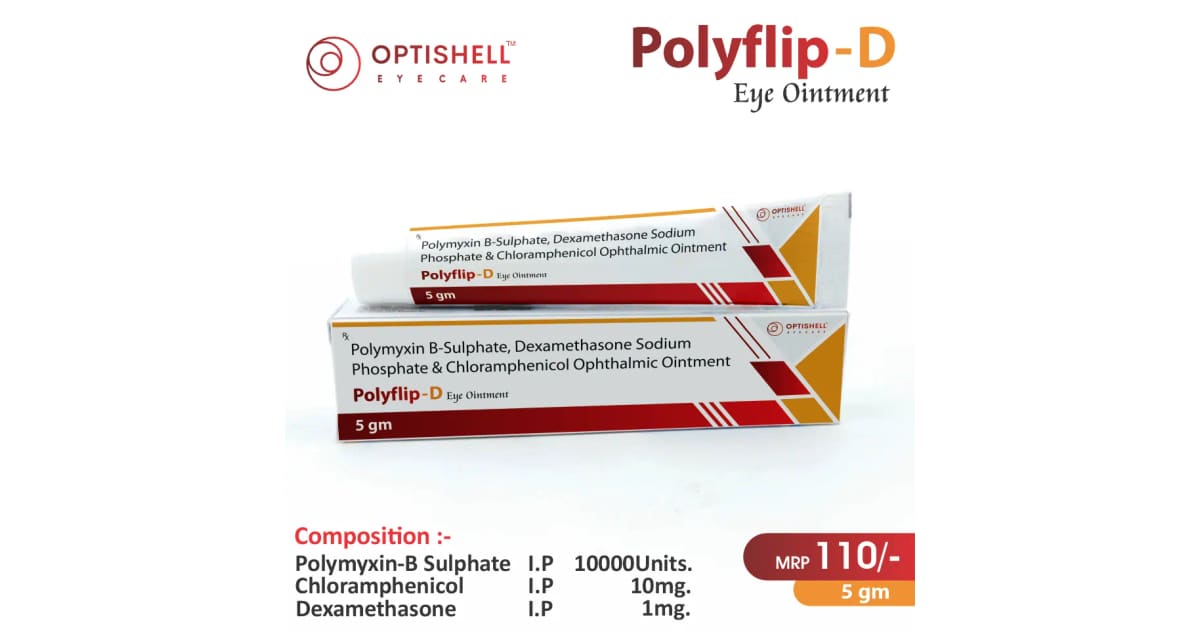 OPTISHELL™
EYECARE
Polyflip-D
Eye Ointment
OPTISHELL
EYECARE
Rx
Polymyxin B-Sulphate, Dexamethasone Sodium
Phosphate & Chloramphenicol Ophthalmic Ointment
Polyflip-D Eye Ointment
5 gm
OPTISHELL
EYECARE
Rx
Polymyxin B-Sulphate, Dexamethasone Sodium
Phosphate & Chloramphenicol Ophthalmic Ointment
Polyflip-D Eye Ointment
5 gm
Composition :-
Polymyxin-B Sulphate I.P 10000Units.
Chloramphenicol I.P 10mg.
Dexamethasone I.P 1mg.
MRP 110/-
5 gm